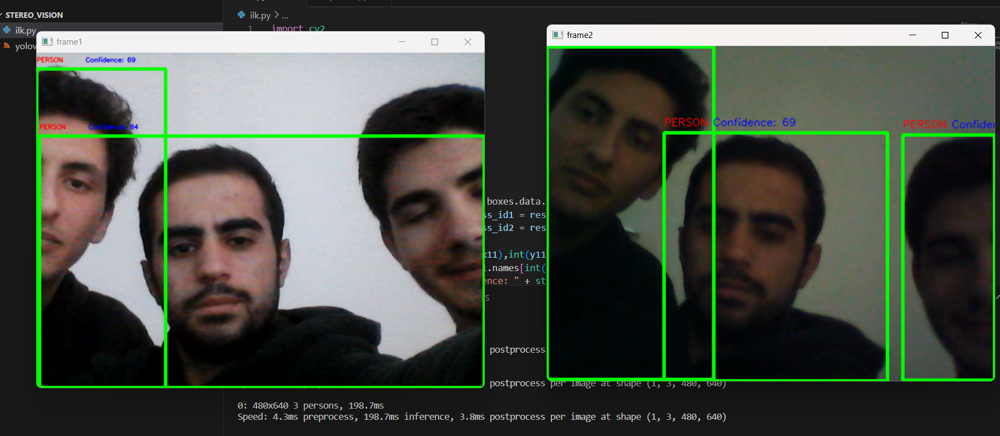 STEREO_VISION
ilk.py > ...
ilk.py
1 import cv2
yolov
frame1
frame2
PERSON Confidence: 69
PERSON Confidence: 84
PERSON Confidence: 69
PERSON Confiden
.boxes.data.
ss_id1 = res
ss_id2 = res
x11),int(y11
.names[int(
ence: " + st
S
postprocess
postprocess per image at shape (1, 3, 480, 640)
0: 480x640 3 persons, 198.7ms
Speed: 4.3ms preprocess, 198.7ms inference, 3.8ms postprocess per image at shape (1, 3, 480, 640)